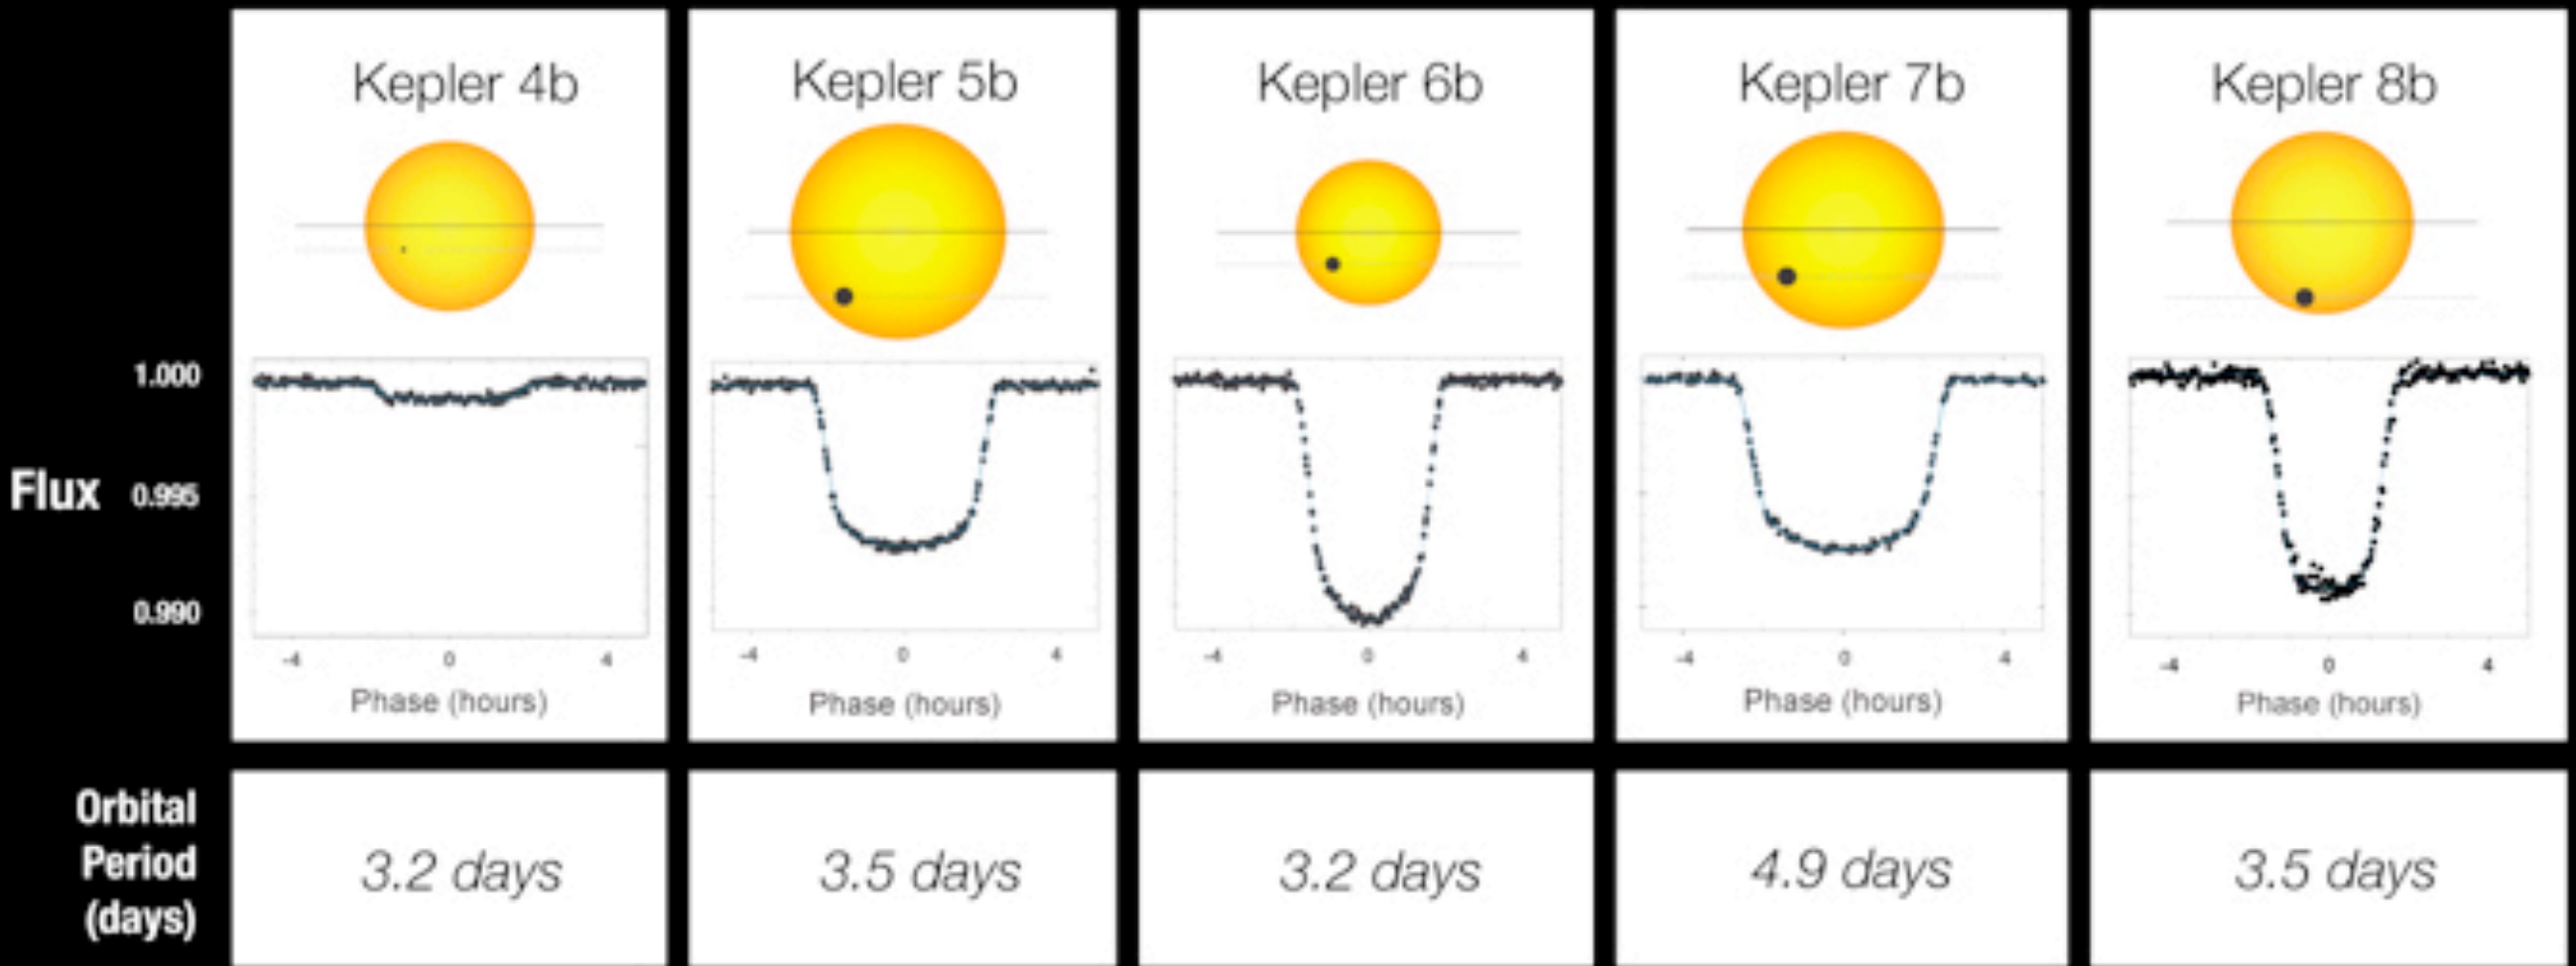 Kepler 4b
Kepler 5b
Kepler 6b
Kepler 7b
Kepler 8b
1.000
Flux
0.995
0.990
-4 0 4
-4 0 4
-4 0 4
-4 0 4
-4 0 4
Phase (hours)
Phase (hours)
Phase (hours)
Phase (hours)
Phase (hours)
Orbital
Period
(days)
3.2 days
3.5 days
3.2 days
4.9 days
3.5 days